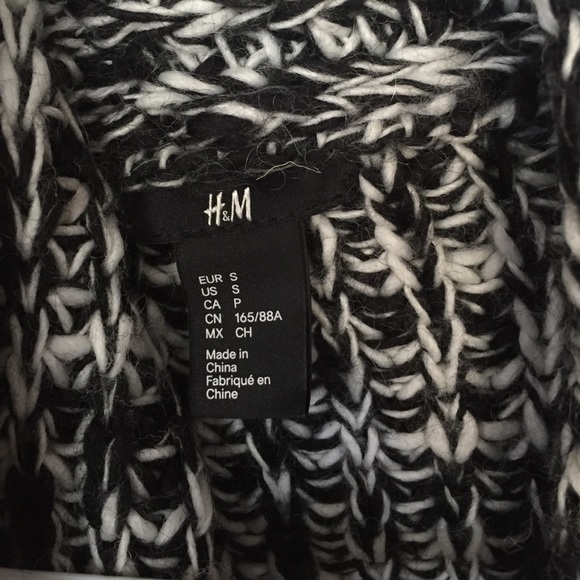 H&M
EUR S
US S
CA P
CN 165/88A
MX CH
Made in
China
Fabriqué en
Chine